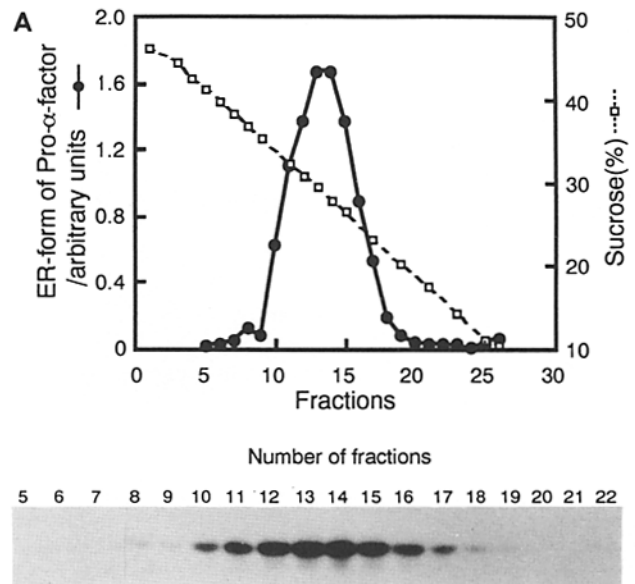 A
2.0
1.6
1.2
0.8
0.4
0
ER-form of Pro-α-factor
/arbitrary units
50
40
30
20
10
Sucrose(%)
0 5 10 15 20 25 30
Fractions
Number of fractions
5 6 7 8 9 10 11 12 13 14 15 16 17 18 19 20 21 22